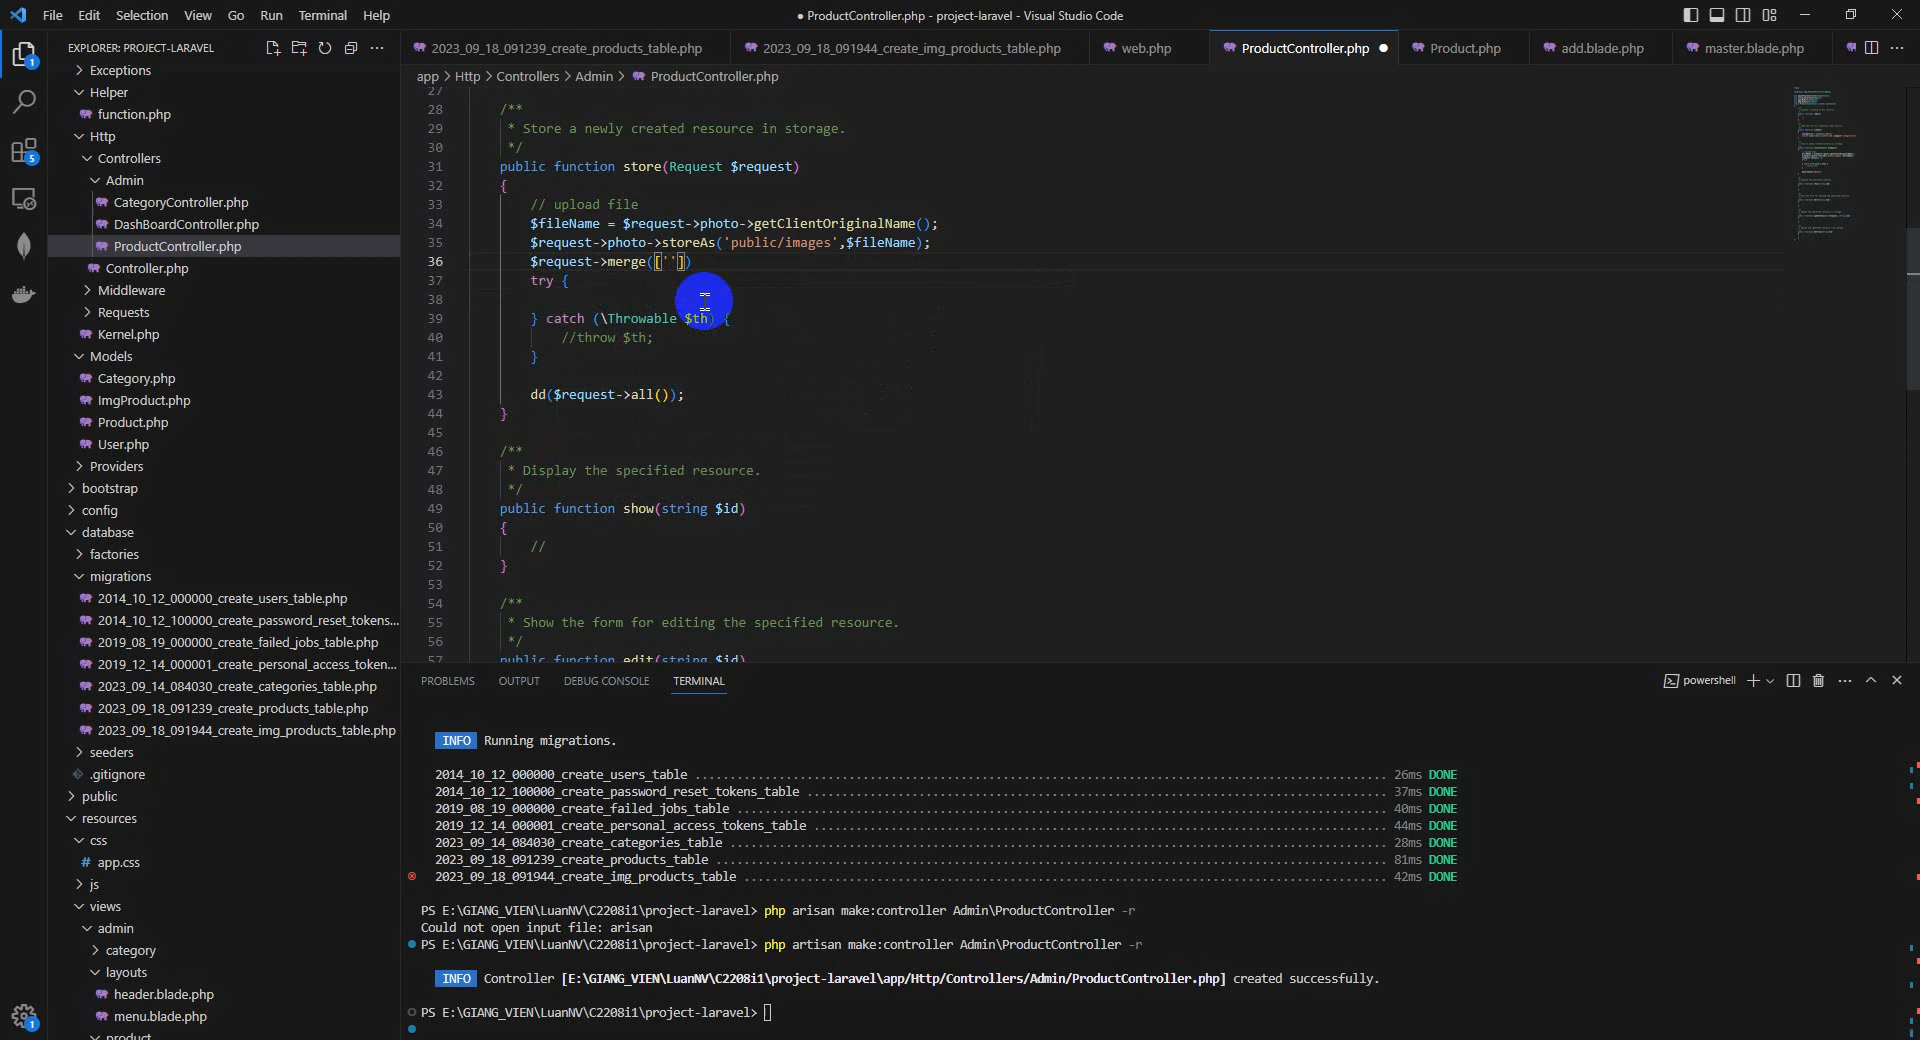 File Edit Selection View Go Run Terminal Help
● ProductController.php - project-laravel - Visual Studio Code
EXPLORER: PROJECT-LARAVEL
Exceptions
Helper
function.php
Http
Controllers
Admin
CategoryController.php
DashBoardController.php
ProductController.php
Controller.php
Middleware
Requests
Kernel.php
Models
Category.php
ImgProduct.php
Product.php
User.php
Providers
bootstrap
config
database
factories
migrations
2014_10_12_000000_create_users_table.php
2014_10_12_100000_create_password_reset_tokens...
2019_08_19_000000_create_failed_jobs_table.php
2019_12_14_000001_create_personal_access_token...
2023_09_14_084030_create_categories_table.php
2023_09_18_091239_create_products_table.php
2023_09_18_091944_create_img_products_table.php
seeders
.gitignore
public
resources
css
# app.css
js
views
admin
category
layouts
header.blade.php
menu.blade.php
product
1
5
1
2023_09_18_091239_create_products_table.php
2023_09_18_091944_create_img_products_table.php
web.php
ProductController.php ●
Product.php
add.blade.php
master.blade.php
app > Http > Controllers > Admin > ProductController.php
27
28 /**
29 * Store a newly created resource in storage.
30 */
31 public function store(Request $request)
32 {
33 // upload file
34 $fileName = $request->photo->getClientOriginalName();
35 $request->photo->storeAs('public/images',$fileName);
36 $request->merge([''])
37 try {
38
39 } catch (\Throwable $th) {
40 //throw $th;
41 }
42
43 dd($request->all());
44 }
45
46 /**
47 * Display the specified resource.
48 */
49 public function show(string $id)
50 {
51 //
52 }
53
54 /**
55 * Show the form for editing the specified resource.
56 */
57 public function edit(string $id)
PROBLEMS OUTPUT DEBUG CONSOLE TERMINAL
powershell
INFO Running migrations.
2014_10_12_000000_create_users_table ........ 26ms DONE
2014_10_12_100000_create_password_reset_tokens_table ........ 37ms DONE
2019_08_19_000000_create_failed_jobs_table ........ 40ms DONE
2019_12_14_000001_create_personal_access_tokens_table ........ 44ms DONE
2023_09_14_084030_create_categories_table ........ 28ms DONE
2023_09_18_091239_create_products_table ........ 81ms DONE
2023_09_18_091944_create_img_products_table ........ 42ms DONE
PS E:\GIANG_VIEN\LuanNV\C2208i1\project-laravel> php arisan make:controller Admin\ProductController -r
Could not open input file: arisan
PS E:\GIANG_VIEN\LuanNV\C2208i1\project-laravel> php artisan make:controller Admin\ProductController -r
INFO Controller [E:\GIANG_VIEN\LuanNV\C2208i1\project-laravel\app/Http/Controllers/Admin/ProductController.php] created successfully.
PS E:\GIANG_VIEN\LuanNV\C2208i1\project-laravel>